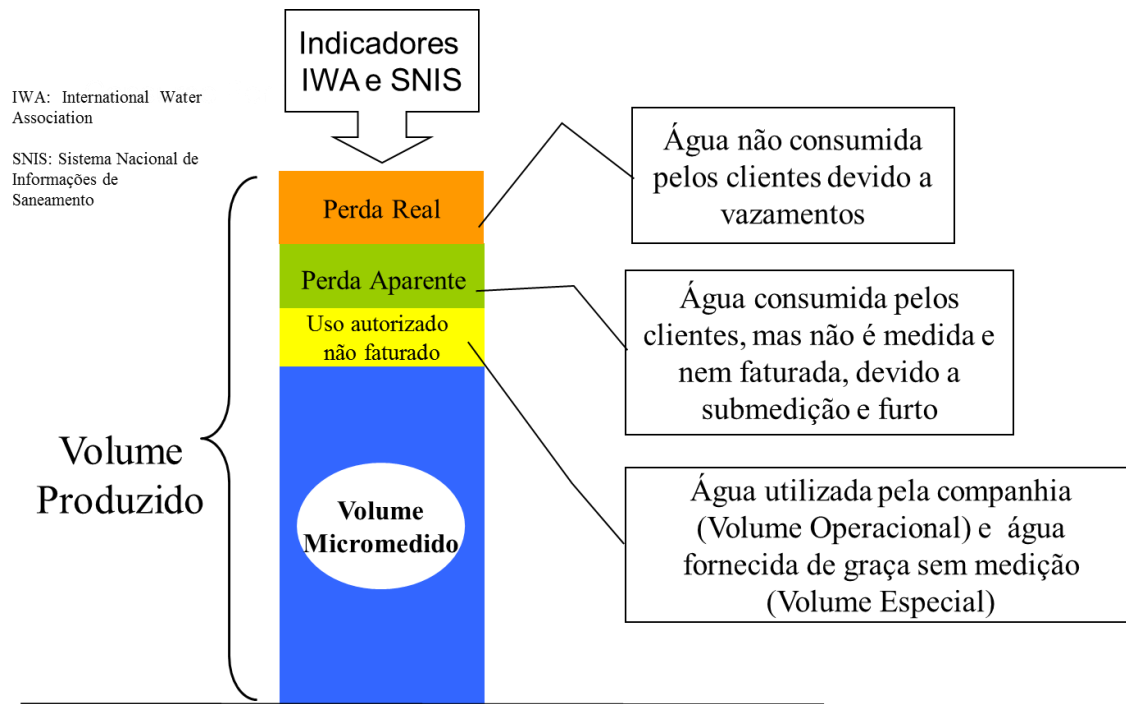 Indicadores
IWA e SNIS
IWA: International Water
Association
SNIS: Sistema Nacional de
Informações de
Saneamento
Volume
Produzido
Perda Real
Perda Aparente
Uso autorizado
não faturado
Volume
Micromedido
Água não consumida
pelos clientes devido a
vazamentos
Água consumida pelos
clientes, mas não é medida e
nem faturada, devido a
submedição e furto
Água utilizada pela companhia
(Volume Operacional) e água
fornecida de graça sem medição
(Volume Especial)